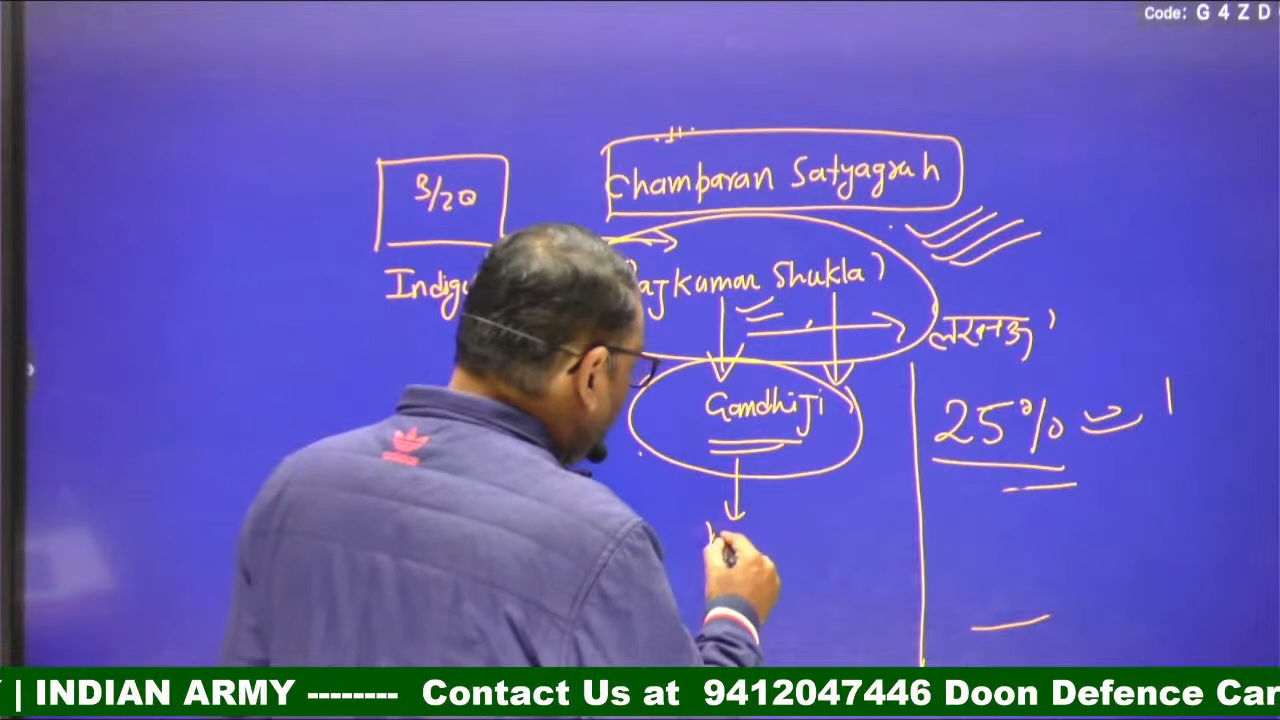 Code: G 4 Z D
Champaran Satyagrah
3/20
Indig
ajkumar Shukla)
लखनऊ
Gandhiji
25%
| INDIAN ARMY -------- Contact Us at 9412047446 Doon Defence Car